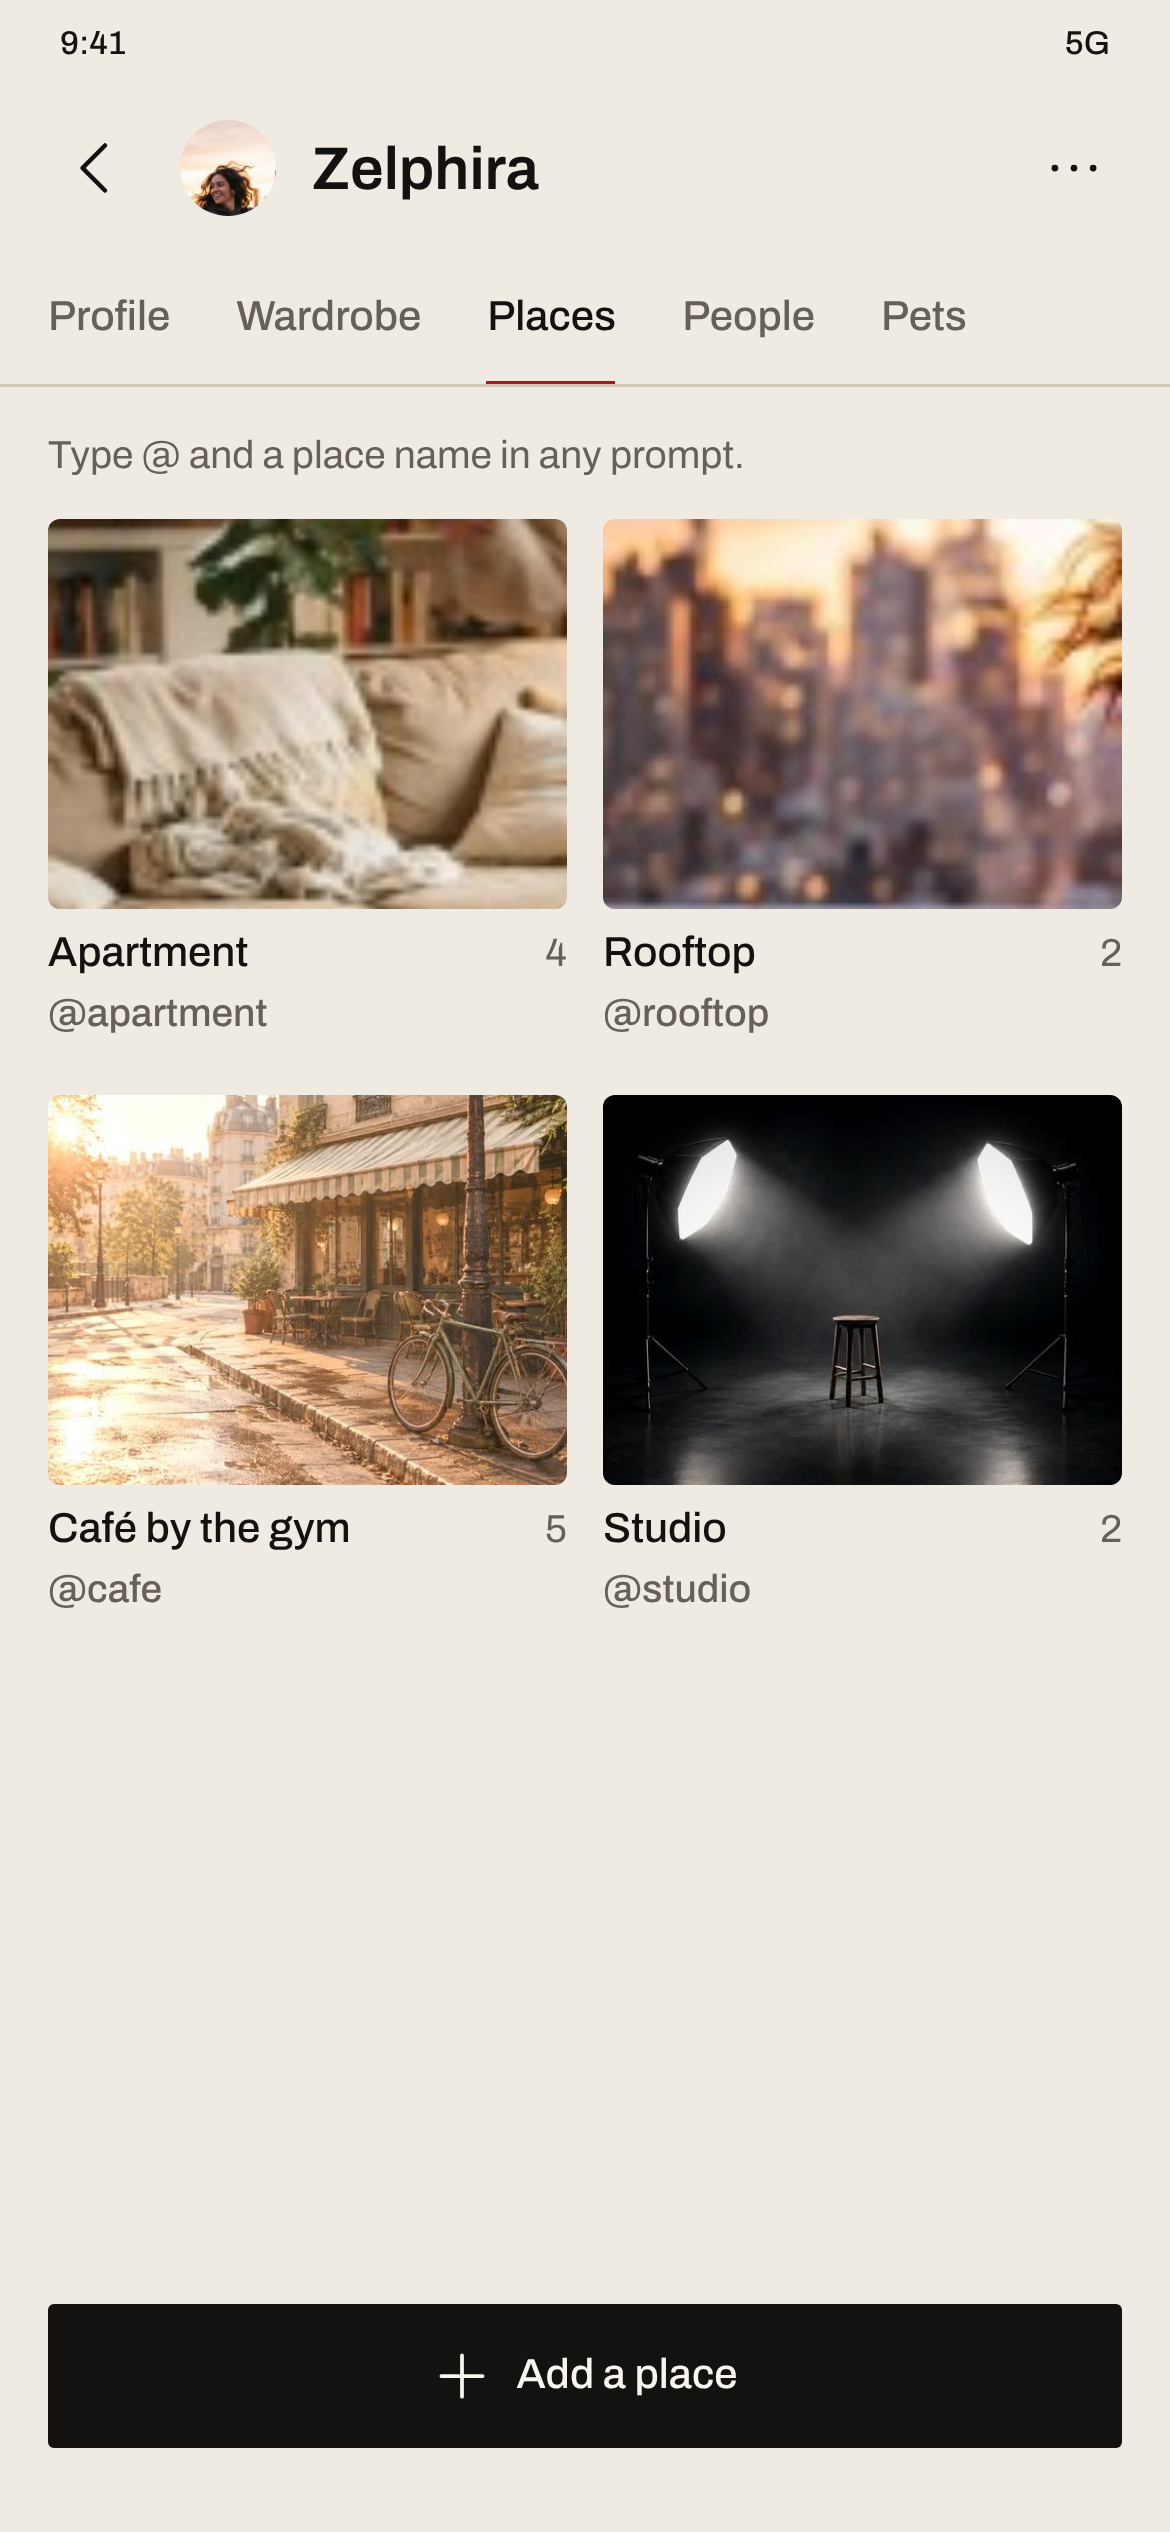 9:41 5G
Zelphira
Profile Wardrobe Places People Pets
Type @ and a place name in any prompt.
Apartment 4 Rooftop 2
@apartment @rooftop
Café by the gym 5 Studio 2
@cafe @studio
Add a place